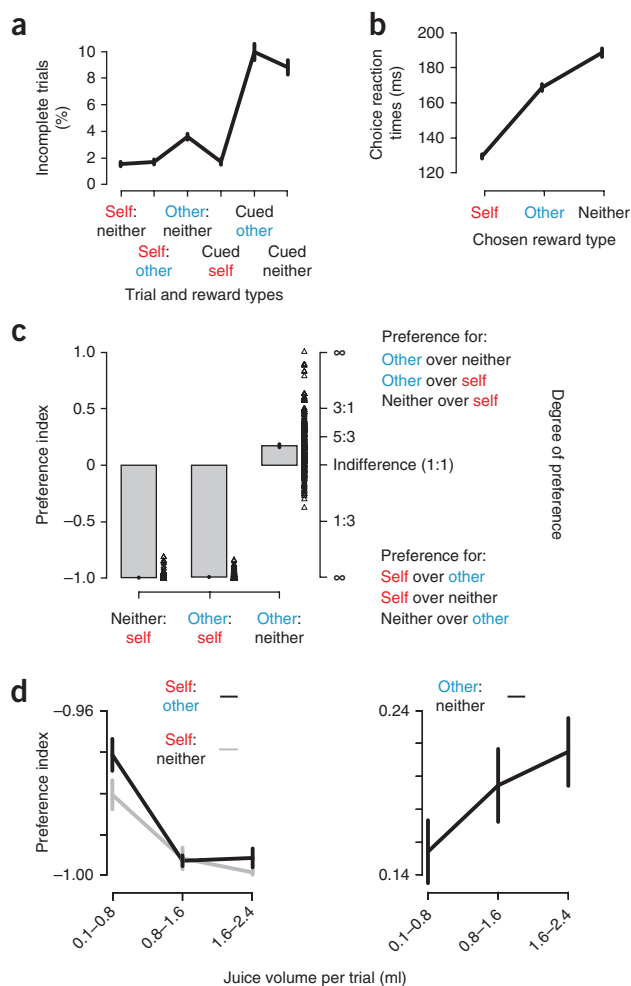 a
Incomplete trials
(%)
10
8
6
4
2
0
Self:
neither
Other:
neither
Cued
other
Self:
other
Cued
self
Cued
neither
Trial and reward types
b
Choice reaction
times (ms)
200
180
160
140
120
Self
Other
Neither
Chosen reward type
c
Preference index
1.0
0.5
0
–0.5
–1.0
∞
3:1
5:3
Indifference (1:1)
1:3
∞
Preference for:
Other over neither
Other over self
Neither over self
Degree of preference
Preference for:
Self over other
Self over neither
Neither over other
Neither:
self
Other:
self
Other:
neither
d
Self:
other
Self:
neither
Preference index
–0.96
–1.00
0.1–0.8
0.8–1.6
1.6–2.4
Other:
neither
0.24
0.14
0.1–0.8
0.8–1.6
1.6–2.4
Juice volume per trial (ml)